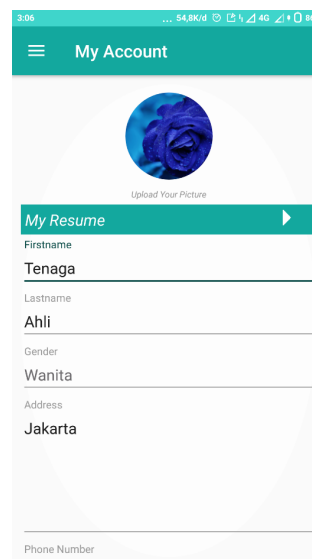 3:06 ... 54,8K/d 4G
My Account
Upload Your Picture
My Resume
Firstname
Tenaga
Lastname
Ahli
Gender
Wanita
Address
Jakarta
Phone Number